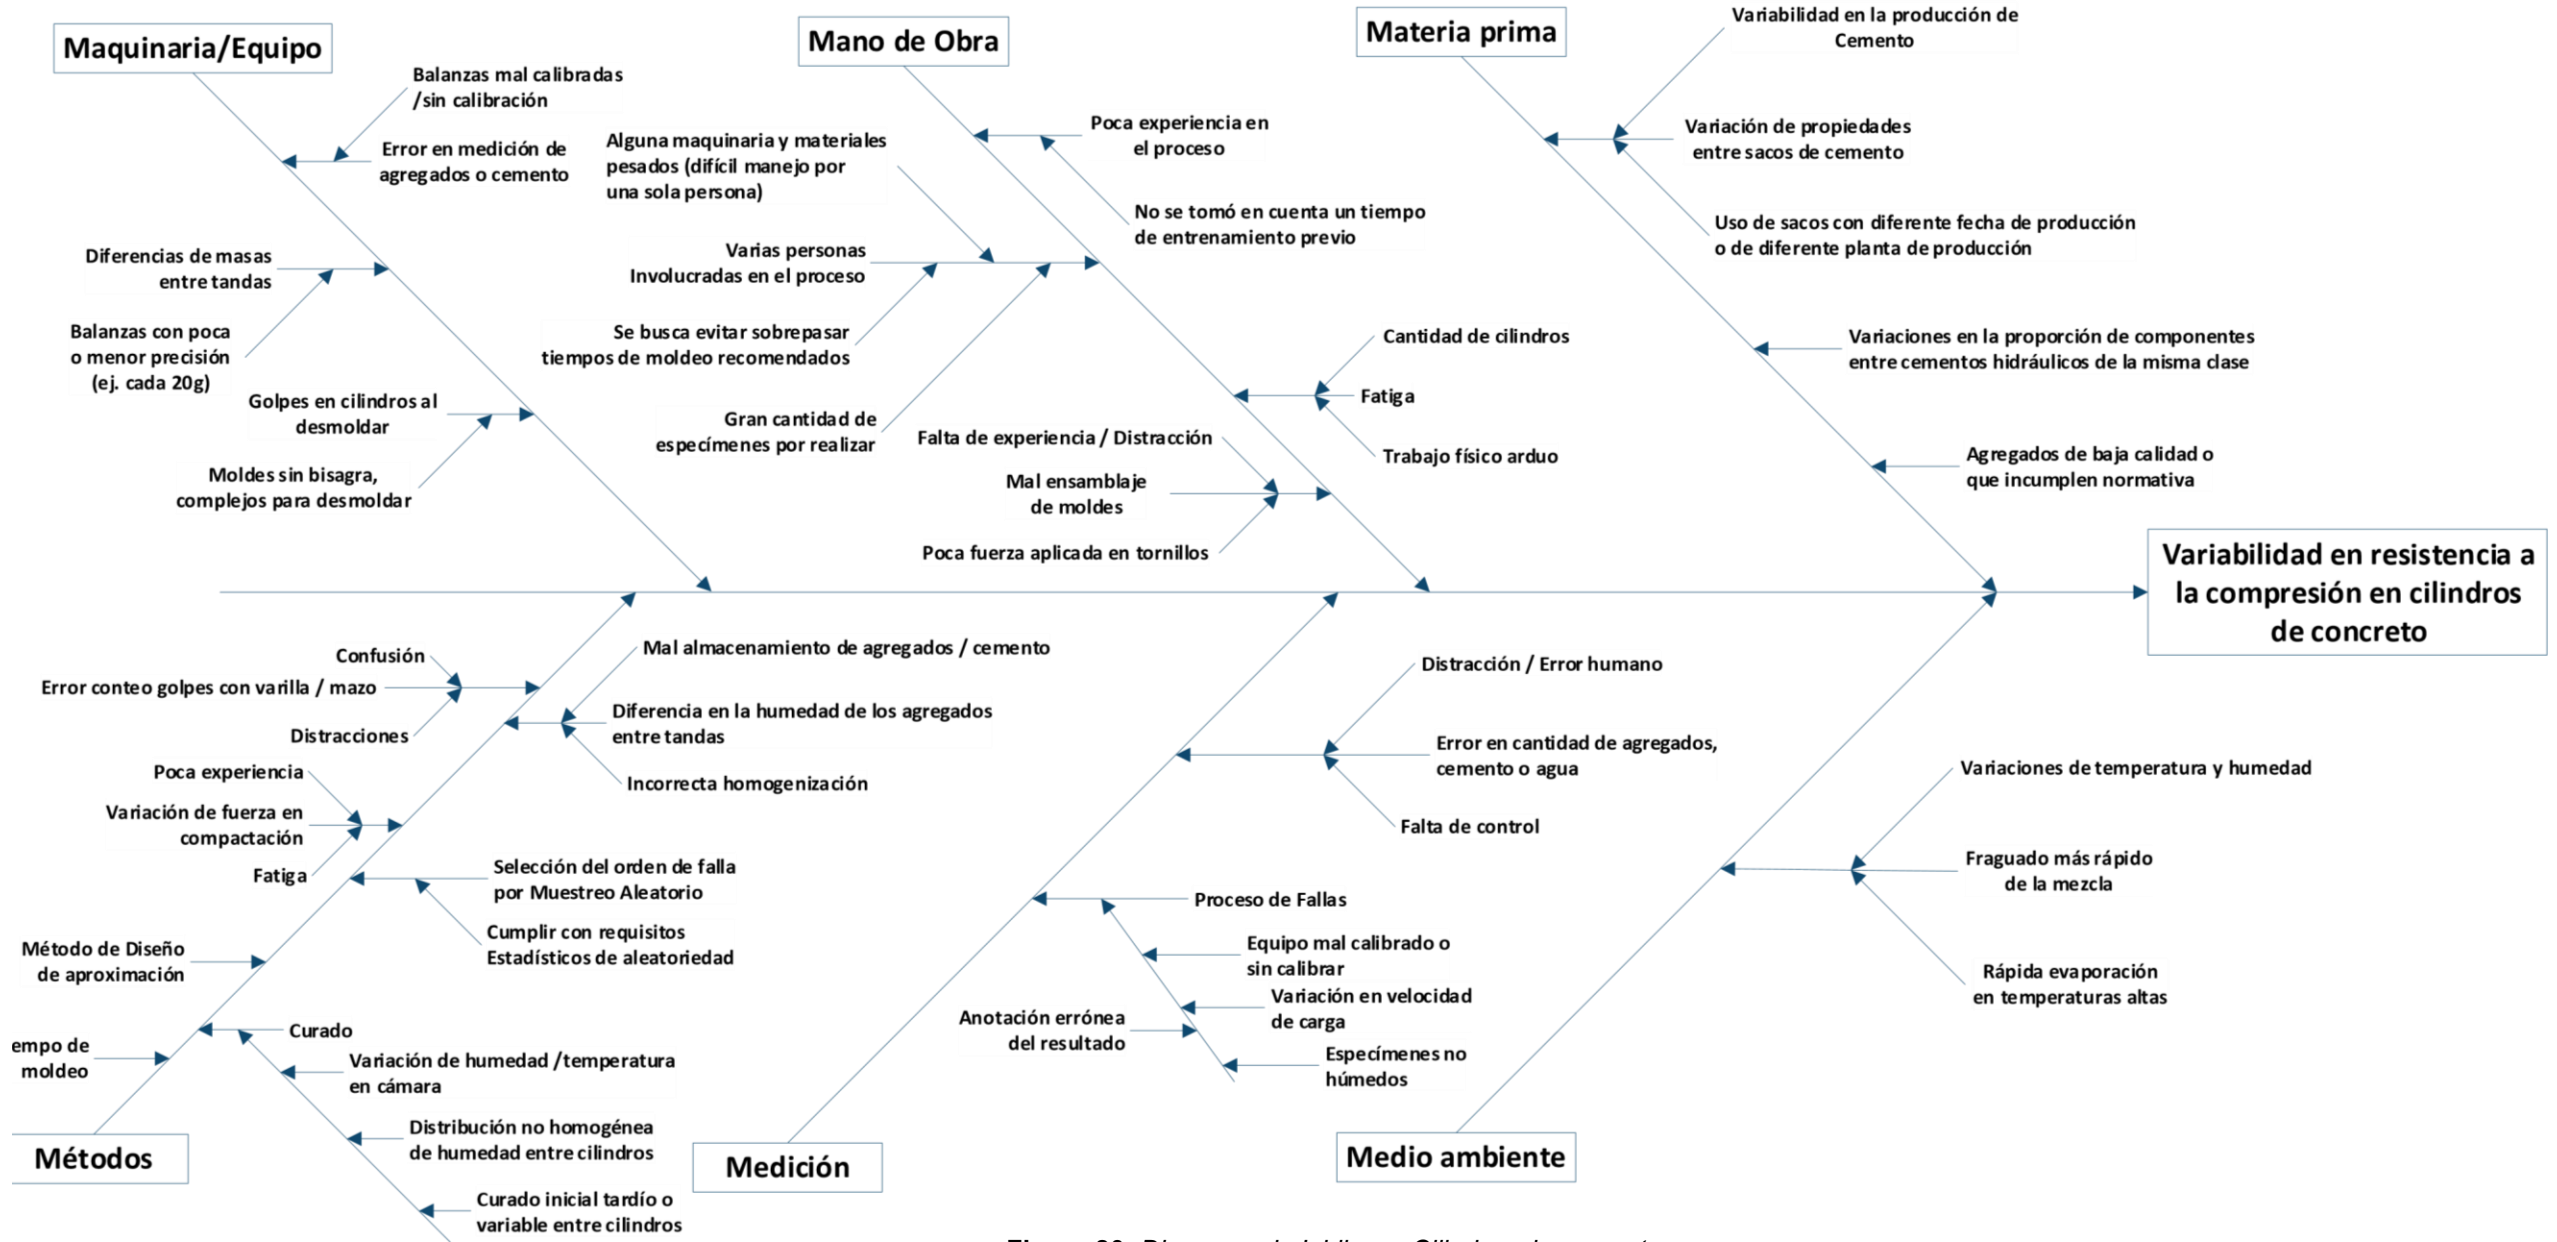 Maquinaria/Equipo
Balanzas mal calibradas
/sin calibración
Error en medición de
agregados o cemento
Diferencias de masas
entre tandas
Balanzas con poca
o menor precisión
(ej. cada 20g)
Golpes en cilindros al
desmoldar
Moldes sin bisagra,
complejos para desmoldar
Mano de Obra
Poca experiencia en
el proceso
No se tomó en cuenta un tiempo
de entrenamiento previo
Alguna maquinaria y materiales
pesados (difícil manejo por
una sola persona)
Varias personas
Involucradas en el proceso
Se busca evitar sobrepasar
tiempos de moldeo recomendados
Gran cantidad de
especímenes por realizar
Cantidad de cilindros
Fatiga
Trabajo físico arduo
Falta de experiencia / Distracción
Mal ensamblaje
de moldes
Poca fuerza aplicada en tornillos
Materia prima
Variabilidad en la producción de
Cemento
Variación de propiedades
entre sacos de cemento
Uso de sacos con diferente fecha de producción
o de diferente planta de producción
Variaciones en la proporción de componentes
entre cementos hidráulicos de la misma clase
Agregados de baja calidad o
que incumplen normativa
Variabilidad en resistencia a
la compresión en cilindros
de concreto
Confusión
Error conteo golpes con varilla / mazo
Distracciones
Mal almacenamiento de agregados / cemento
Diferencia en la humedad de los agregados
entre tandas
Incorrecta homogenización
Poca experiencia
Variación de fuerza en
compactación
Fatiga
Selección del orden de falla
por Muestreo Aleatorio
Cumplir con requisitos
Estadísticos de aleatoriedad
Método de Diseño
de aproximación
Curado
empo de
moldeo
Variación de humedad /temperatura
en cámara
Distribución no homogénea
de humedad entre cilindros
Curado inicial tardío o
variable entre cilindros
Métodos
Distracción / Error humano
Error en cantidad de agregados,
cemento o agua
Falta de control
Proceso de Fallas
Equipo mal calibrado o
sin calibrar
Variación en velocidad
de carga
Anotación errónea
del resultado
Especímenes no
húmedos
Medición
Variaciones de temperatura y humedad
Fraguado más rápido
de la mezcla
Rápida evaporación
en temperaturas altas
Medio ambiente